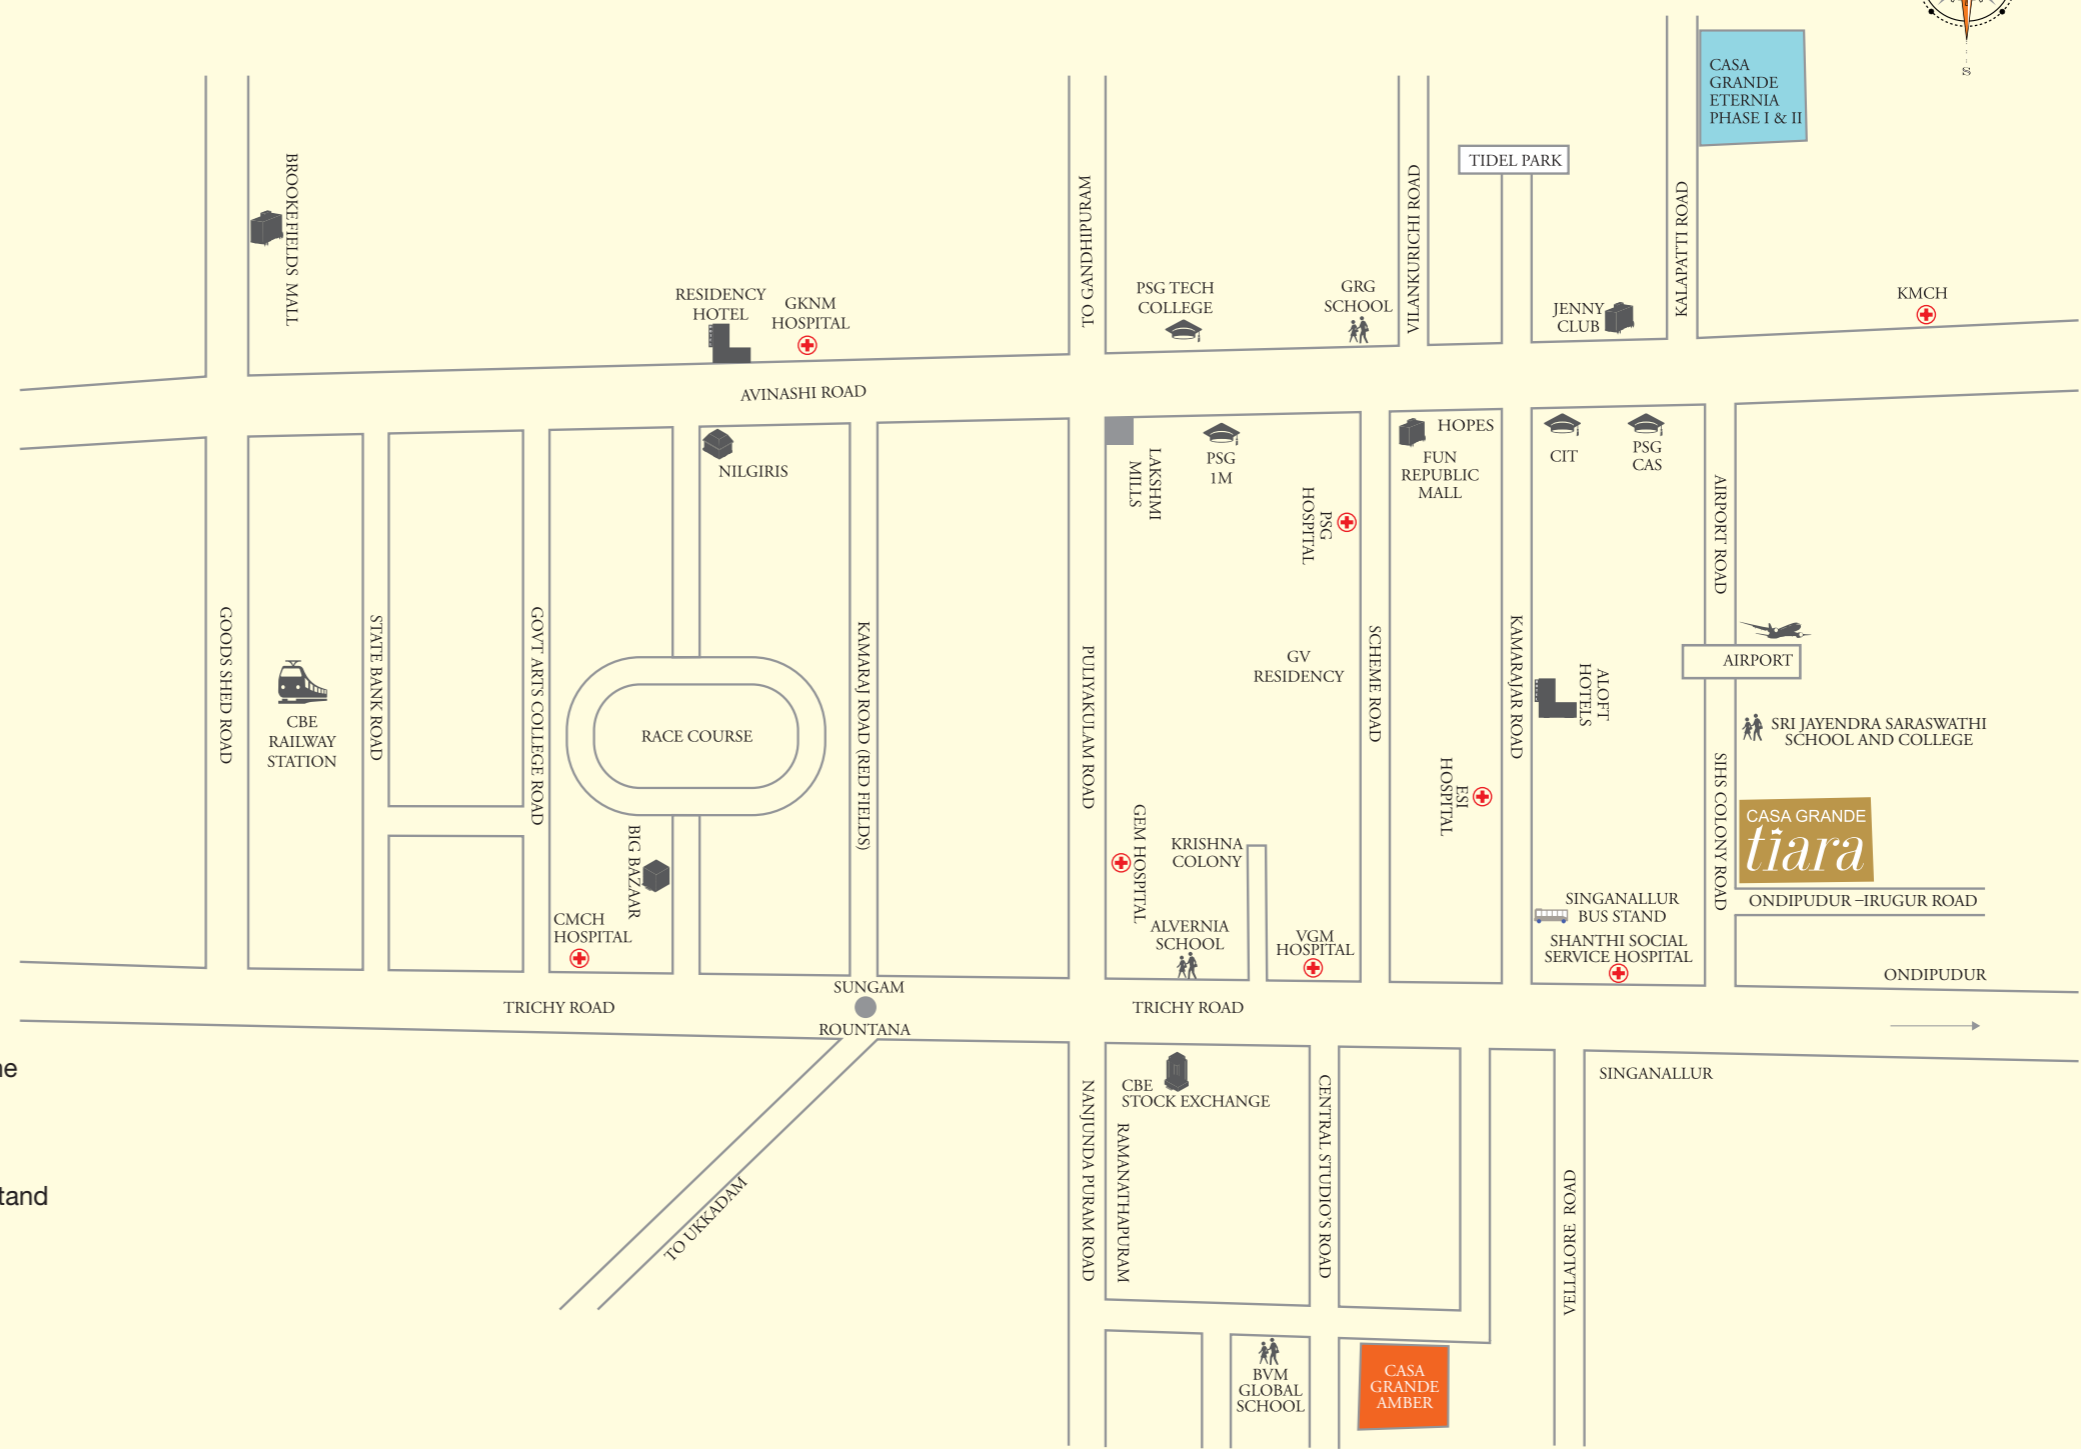 S
CASA
GRANDE
ETERNIA
PHASE I & II
BROOKEFIELDS MALL
TO GANDHIPURAM
VILANKURICHI ROAD
TIDEL PARK
KALAPATTI ROAD
RESIDENCY
HOTEL
GKNM
HOSPITAL
PSG TECH
COLLEGE
GRG
SCHOOL
JENNY
CLUB
KMCH
AVINASHI ROAD
NILGIRIS
LAKSHMI
MILLS
PSG
1M
PSG
HOSPITAL
HOPES
FUN
REPUBLIC
MALL
CIT
PSG
CAS
AIRPORT ROAD
GOODS SHED ROAD
CBE
RAILWAY
STATION
STATE BANK ROAD
GOVT ARTS COLLEGE ROAD
RACE COURSE
KAMARAJ ROAD (RED FIELDS)
PULIYAKULAM ROAD
GV
RESIDENCY
SCHEME ROAD
KAMARAJAR ROAD
ALOFT
HOTELS
AIRPORT
SRI JAYENDRA SARASWATHI
SCHOOL AND COLLEGE
SIHS COLONY ROAD
CASA GRANDE
tiara
ESI
HOSPITAL
BIG BAZAAR
GEM HOSPITAL
KRISHNA
COLONY
CMCH
HOSPITAL
ALVERNIA
SCHOOL
VGM
HOSPITAL
SINGANALLUR
BUS STAND
SHANTHI SOCIAL
SERVICE HOSPITAL
ONDIPUDUR –IRUGUR ROAD
ONDIPUDUR
TRICHY ROAD
SUNGAM
ROUNTANA
TRICHY ROAD
ne
CBE
STOCK EXCHANGE
SINGANALLUR
tand
TO UKKADAM
NANJUNDA PURAM ROAD
RAMANATHAPURAM
CENTRAL STUDIO'S ROAD
VELLALORE ROAD
BVM
GLOBAL
SCHOOL
CASA
GRANDE
AMBER